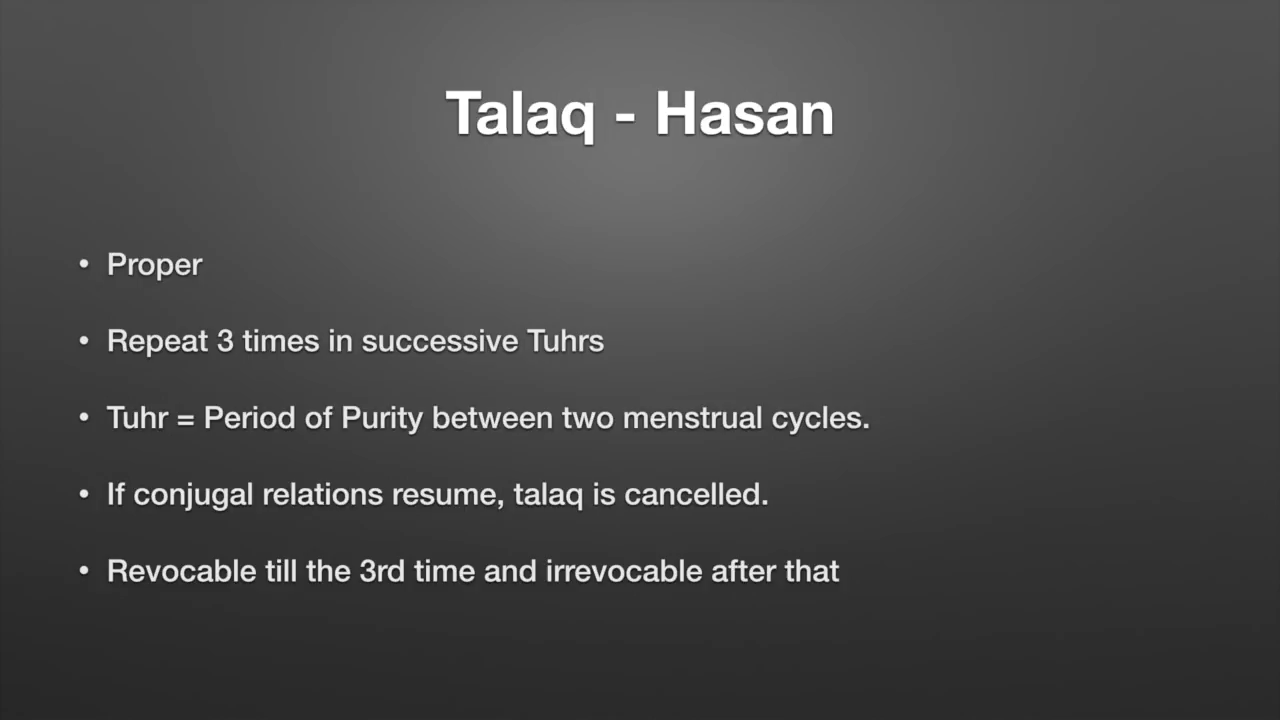 Talaq - Hasan
• Proper
• Repeat 3 times in successive Tuhrs
• Tuhr = Period of Purity between two menstrual cycles.
• If conjugal relations resume, talaq is cancelled.
• Revocable till the 3rd time and irrevocable after that